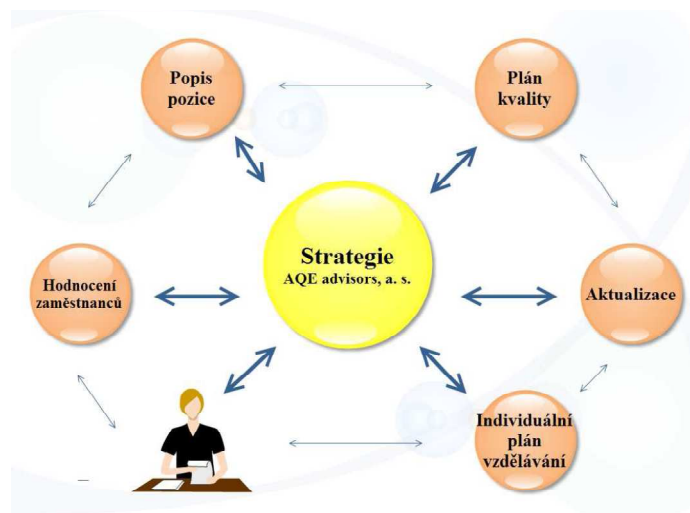 Popis
pozice
Plán
kvality
Strategie
AQE advisors, a. s.
Hodnocení
zaměstnanců
Aktualizace
Individuální
plán
vzdělávání